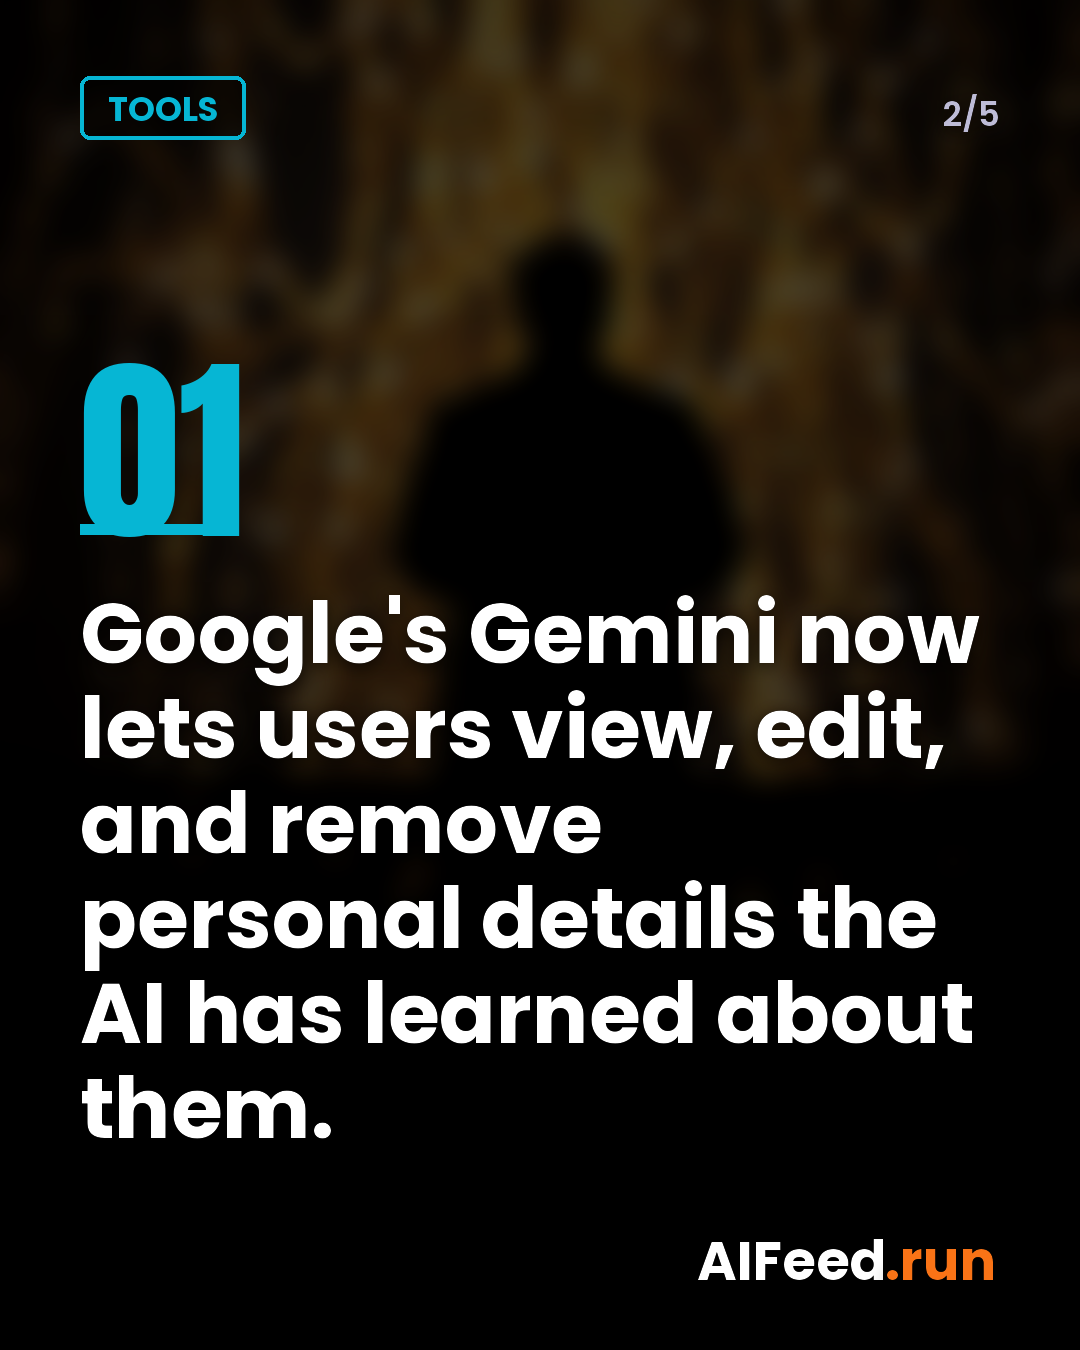 TOOLS
2/5
01
Google's Gemini now
lets users view, edit,
and remove
personal details the
AI has learned about
them.
AIFeed.run